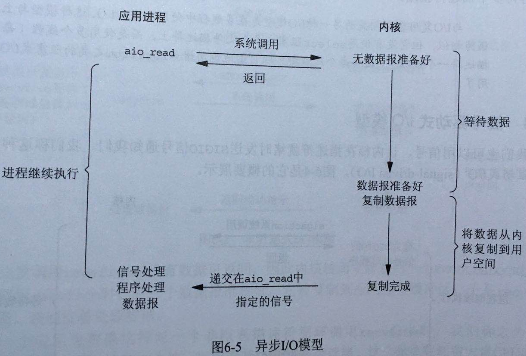 应用进程
内核
aio_read
系统调用
无数据报准备好
返回
等待数据
进程继续执行
数据报准备好
复制数据报
将数据从内
核复制到用
户空间
信号处理
程序处理
数据报
递交在aio_read中
指定的信号
复制完成
图6-5 异步I/O模型